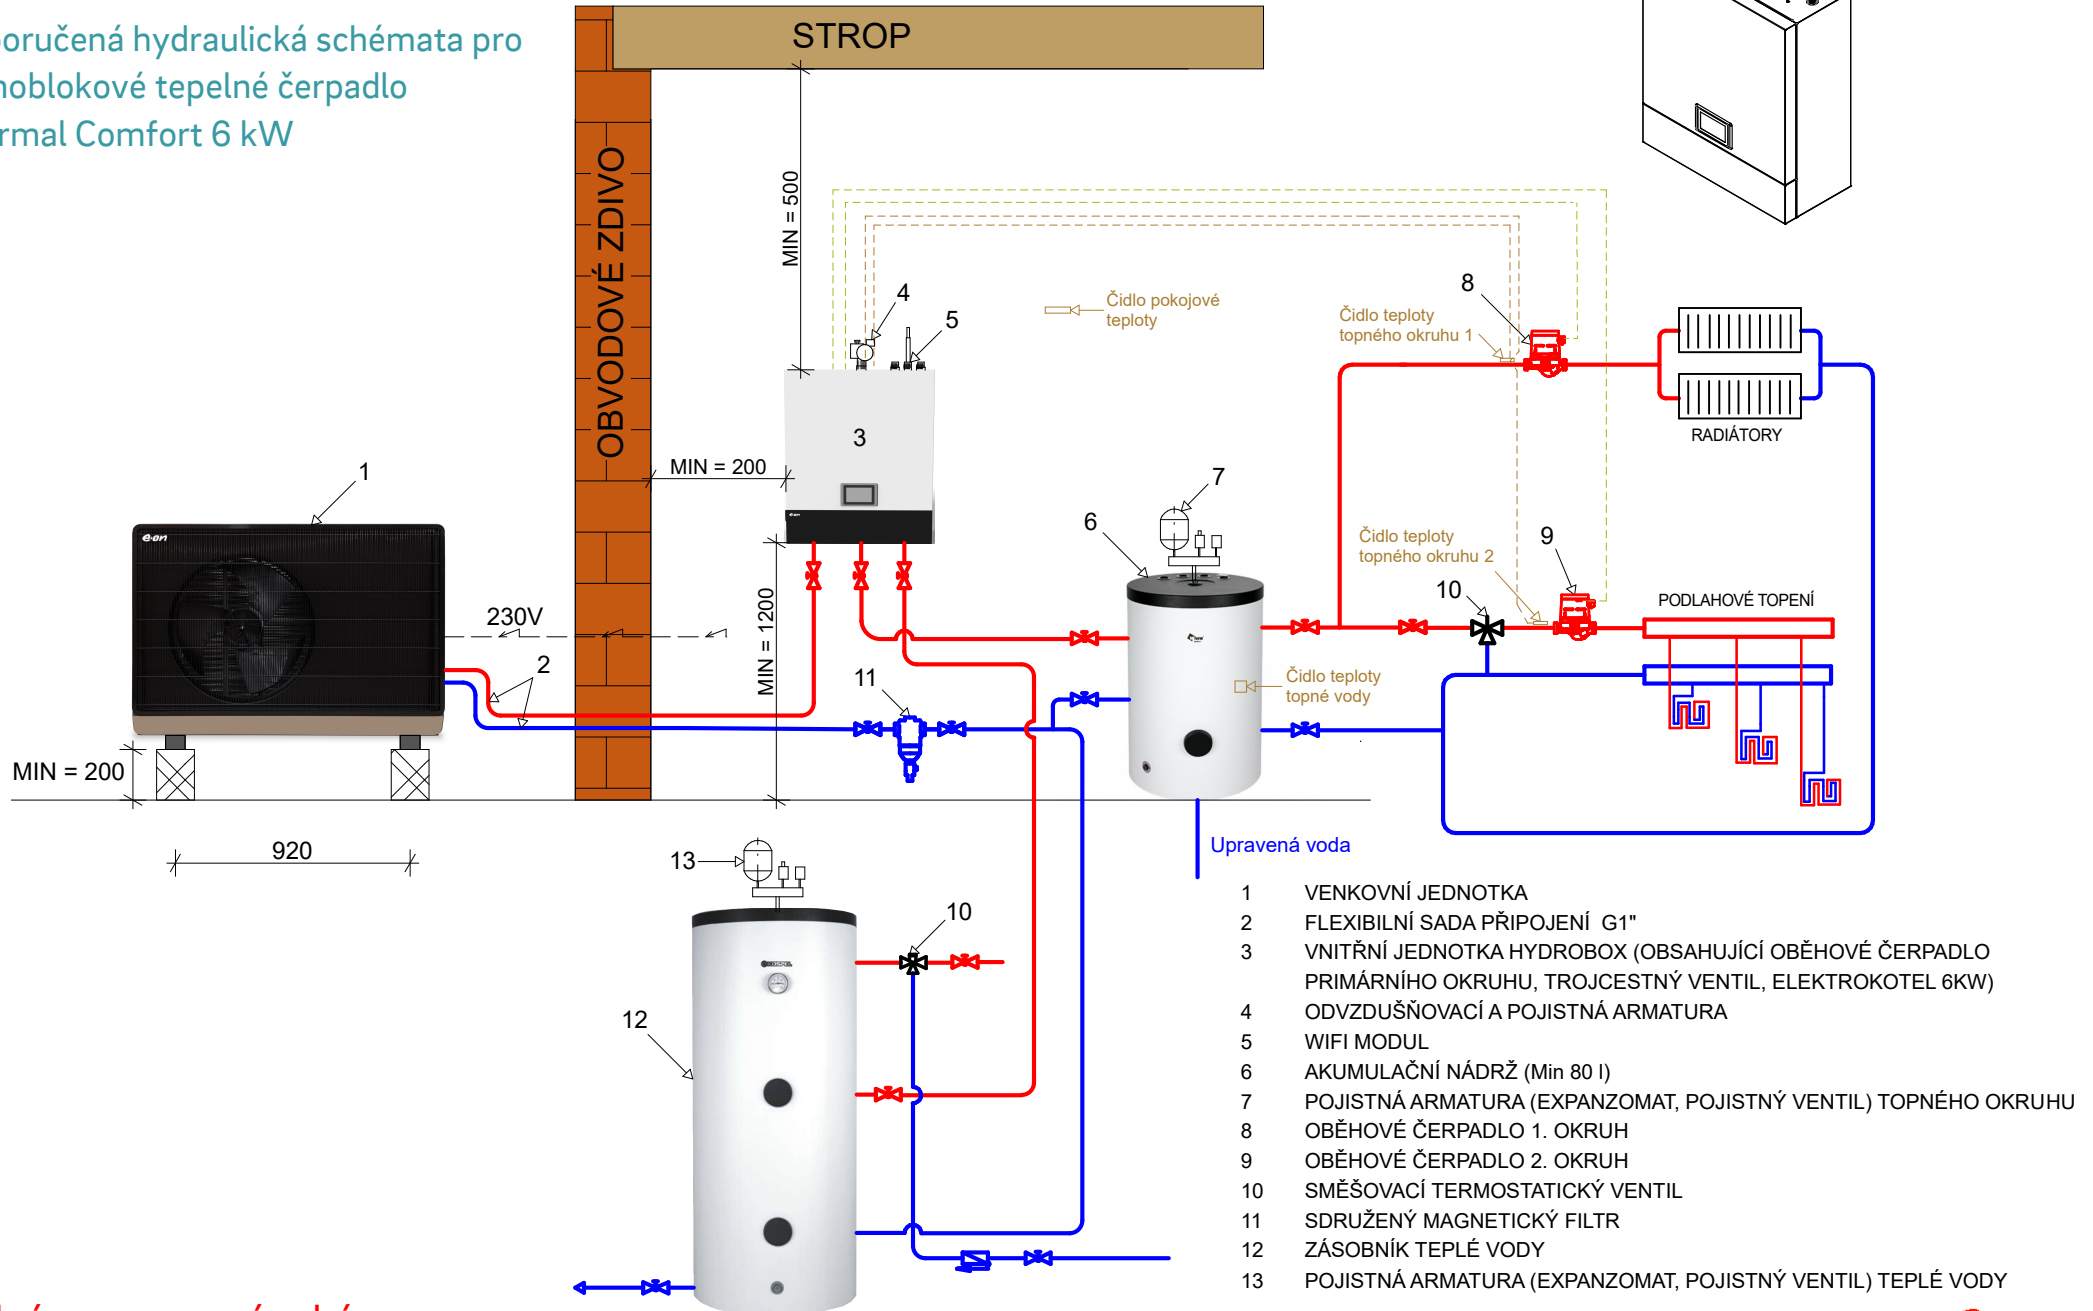 oručená hydraulická schémata pro
noblokové tepelné čerpadlo
rmal Comfort 6 kW
STROP
OBVODOVÉ ZDIVO
MIN = 500
4
5
Čidlo pokojové
teploty
8
Čidlo teploty
topného okruhu 1
RADIÁTORY
3
MIN = 200
e·on
1
e·on
7
6
Čidlo teploty
topného okruhu 2
9
10
PODLAHOVÉ TOPENÍ
230V
2
MIN = 1200
11
Čidlo teploty
topné vody
MIN = 200
920
Upravená voda
13
10
12
1 VENKOVNÍ JEDNOTKA
2 FLEXIBILNÍ SADA PŘIPOJENÍ G1"
3 VNITŘNÍ JEDNOTKA HYDROBOX (OBSAHUJÍCÍ OBĚHOVÉ ČERPADLO
PRIMÁRNÍHO OKRUHU, TROJCESTNÝ VENTIL, ELEKTROKOTEL 6KW)
4 ODVZDUŠŇOVACÍ A POJISTNÁ ARMATURA
5 WIFI MODUL
6 AKUMULAČNÍ NÁDRŽ (Min 80 l)
7 POJISTNÁ ARMATURA (EXPANZOMAT, POJISTNÝ VENTIL) TOPNÉHO OKRUHU
8 OBĚHOVÉ ČERPADLO 1. OKRUH
9 OBĚHOVÉ ČERPADLO 2. OKRUH
10 SMĚŠOVACÍ TERMOSTATICKÝ VENTIL
11 SDRUŽENÝ MAGNETICKÝ FILTR
12 ZÁSOBNÍK TEPLÉ VODY
13 POJISTNÁ ARMATURA (EXPANZOMAT, POJISTNÝ VENTIL) TEPLÉ VODY